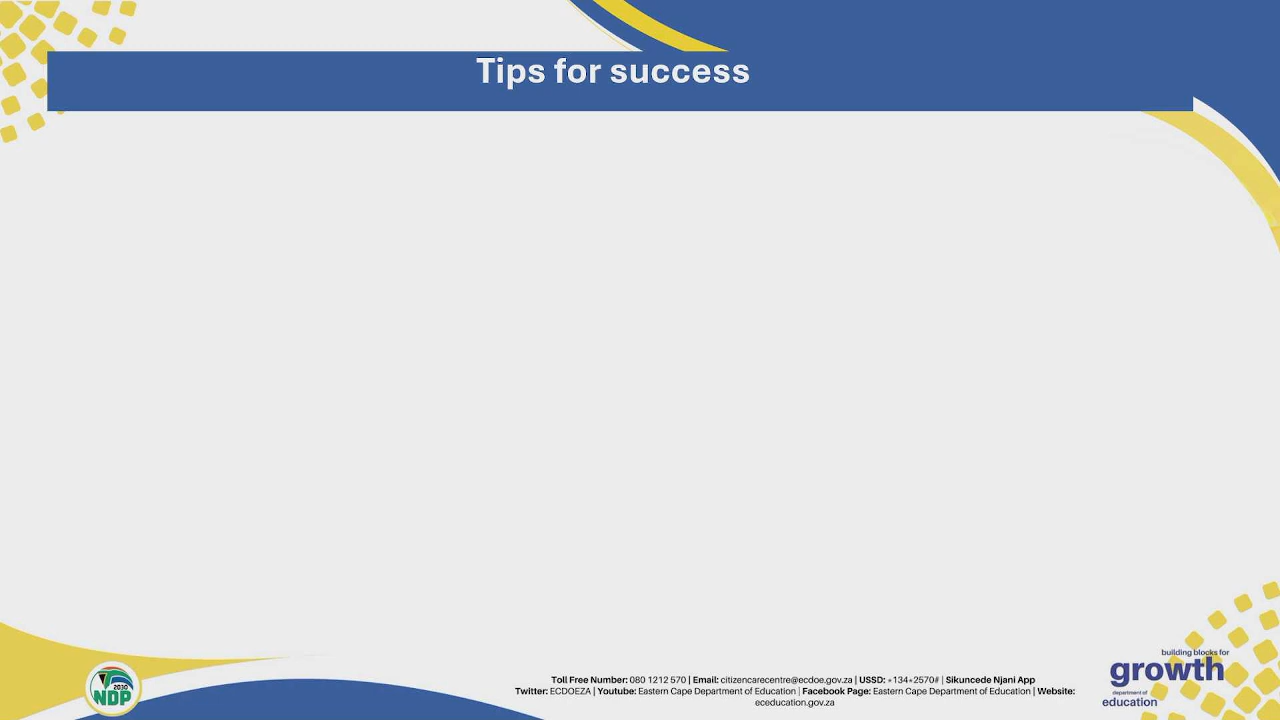 Tips for success
2030
NDP
Toll Free Number: 080 1212 570 | Email: citizencarecentre@ecdoe.gov.za | USSD: *134*2570# | Sikuncede Njani App
Twitter: ECDOEZA | Youtube: Eastern Cape Department of Education | Facebook Page: Eastern Cape Department of Education | Website:
eceducation.gov.za
building blocks for
growth
department of
education